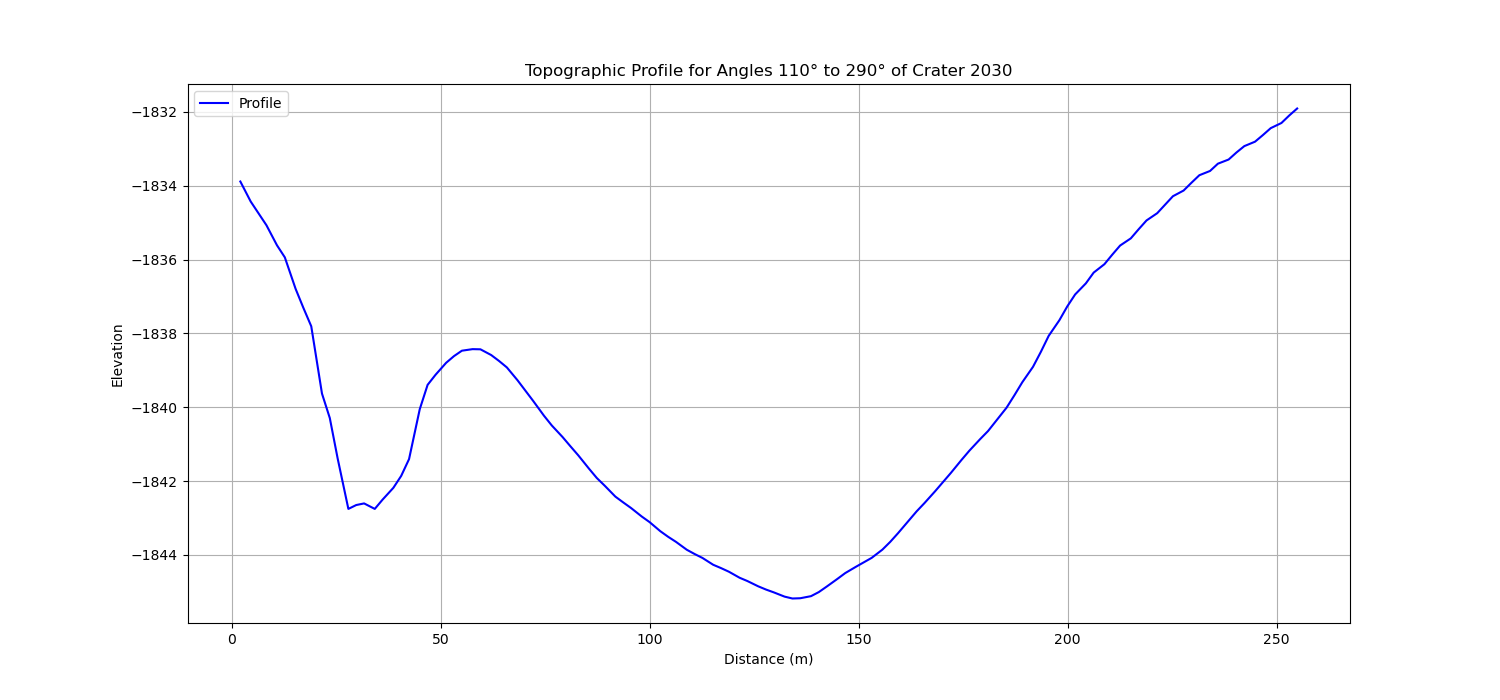 Topographic Profile for Angles 110° to 290° of Crater 2030
Profile
−1832
−1834
−1836
−1838
−1840
−1842
−1844
Elevation
0 50 100 150 200 250
Distance (m)